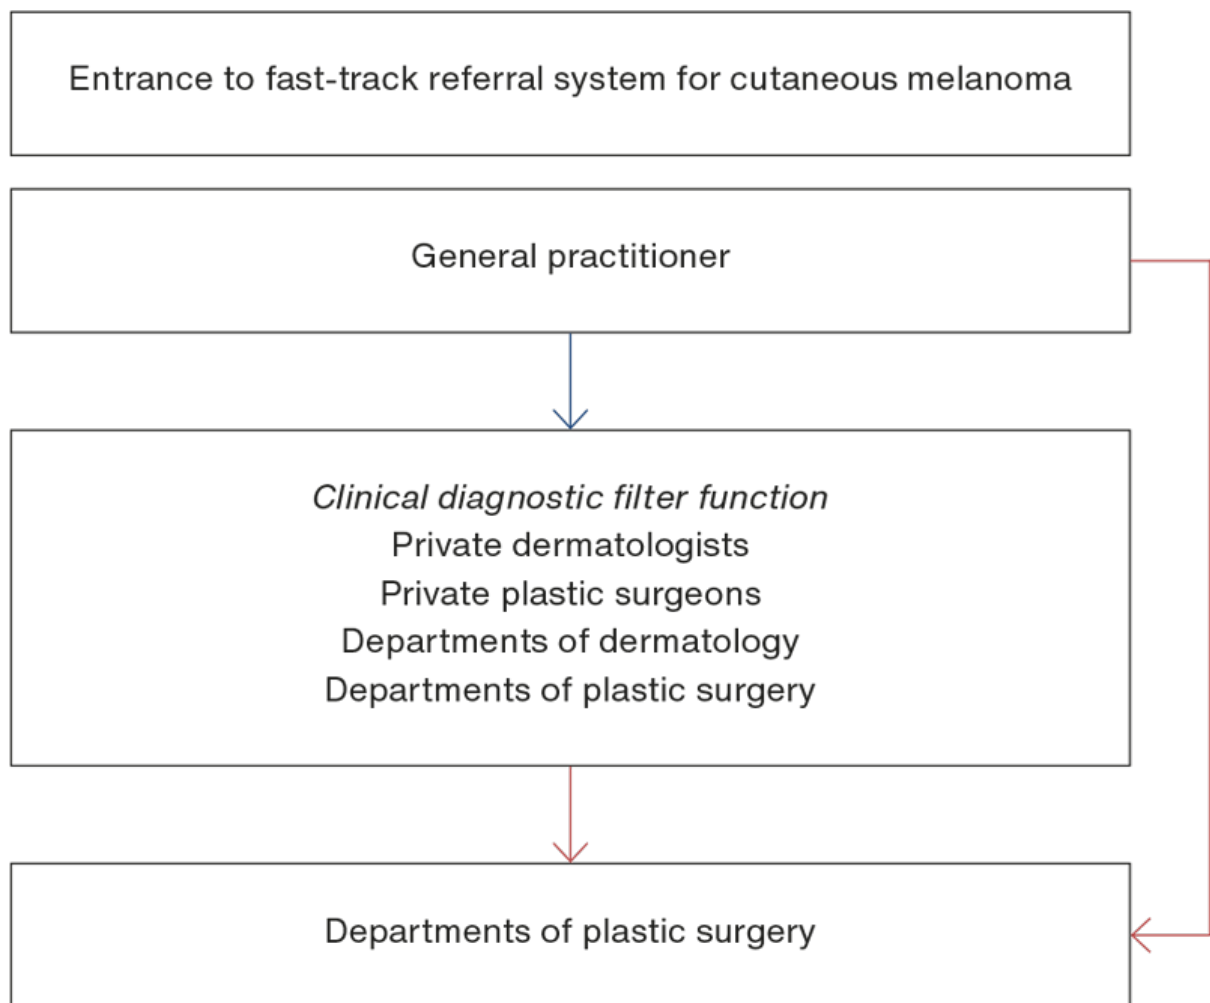 Entrance to fast-track referral system for cutaneous melanoma
General practitioner
Clinical diagnostic filter function
Private dermatologists
Private plastic surgeons
Departments of dermatology
Departments of plastic surgery
Departments of plastic surgery